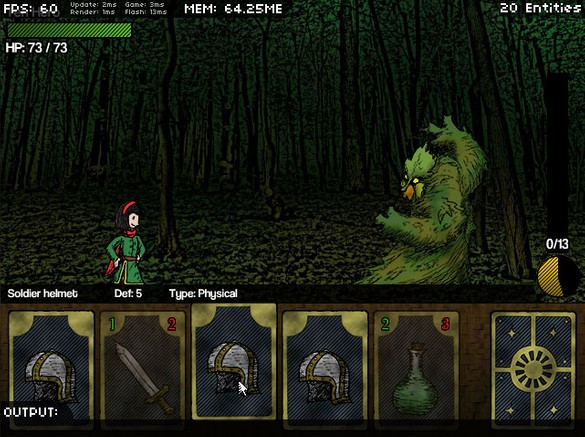 FPS: 60
Update: 2ms Game: 3ms
Render: 1ms Flash: 13ms
MEM: 64.25ME
20 Entities
HP: 73 / 73
0/13
Soldier helmet Def: 5 Type: Physical
1 2
2 3
OUTPUT: